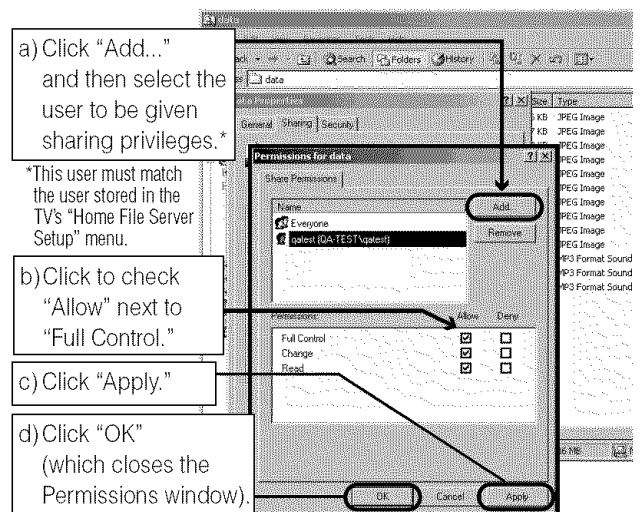 data
Search Folders History
data
a) Click "Add..."
and then select the
user to be given
sharing privileges.*
*This user must match
the user stored in the
TV's "Home File Server
Setup" menu.
b) Click to check
"Allow" next to
"Full Control."
c) Click "Apply."
d) Click "OK"
(which closes the
Permissions window).
Data Properties
General Sharing Security
Size Type
KB JPEG Image
KB JPEG Image
KB JPEG Image
JPEG Image
JPEG Image
JPEG Image
JPEG Image
JPEG Image
JPEG Image
MP3 Format Sound
MP3 Format Sound
MP3 Format Sound
Permissions for data
Share Permissions
Name
Add...
Everyone
Remove
qatest (QA-TEST\qatest)
Permissions: Allow Deny
Full Control
Change
Read
OK Cancel Apply
MB